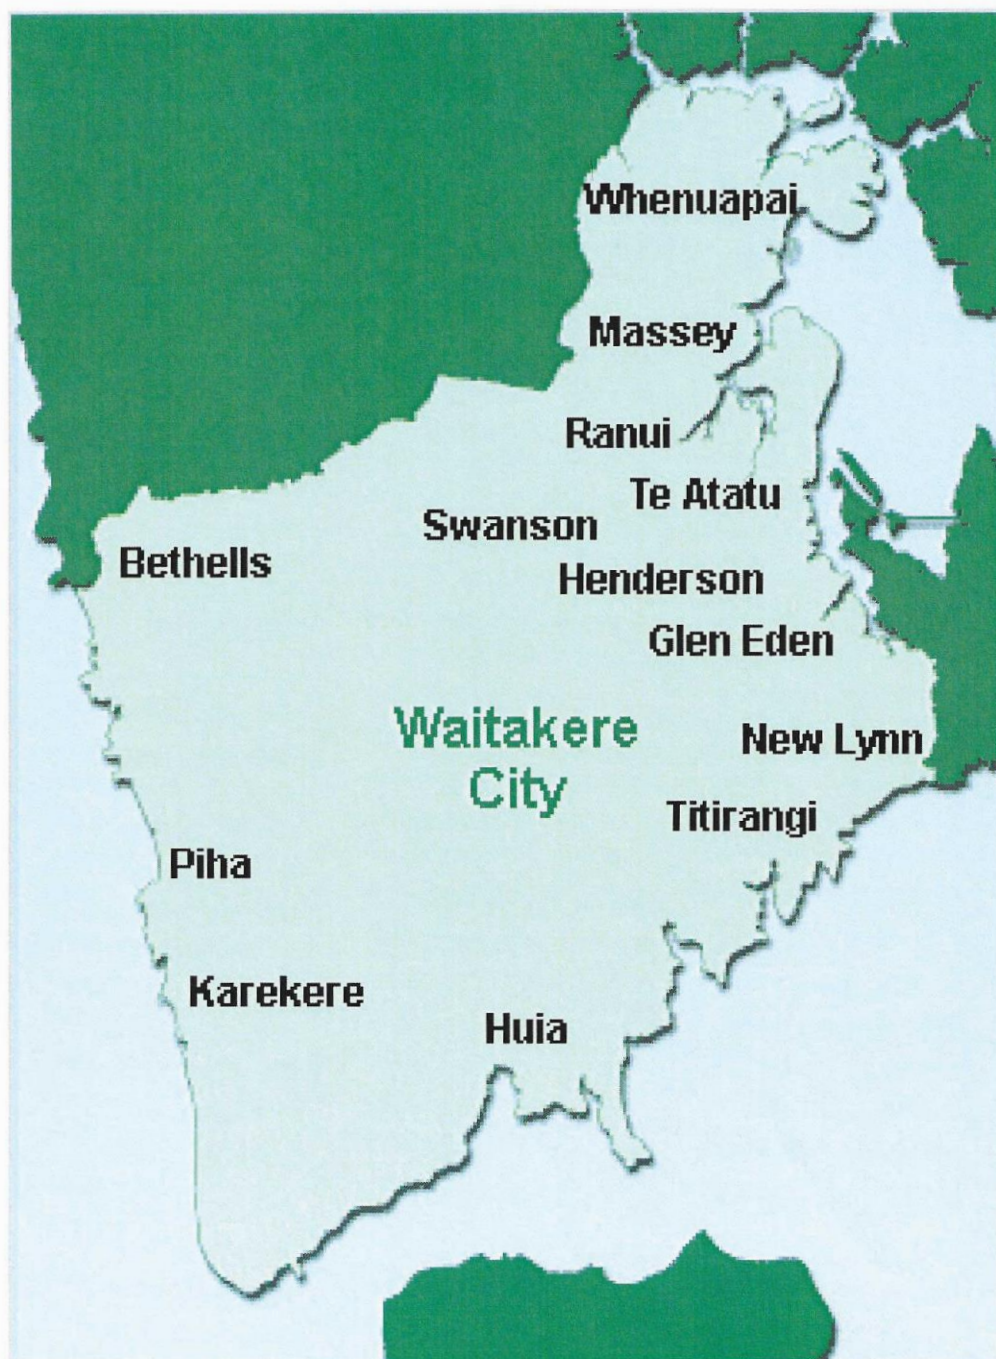 Whenuapai
Massey
Ranui
Te Atatu
Swanson
Bethells
Henderson
Glen Eden
Waitakere
City
New Lynn
Titirangi
Piha
Karekere
Huia